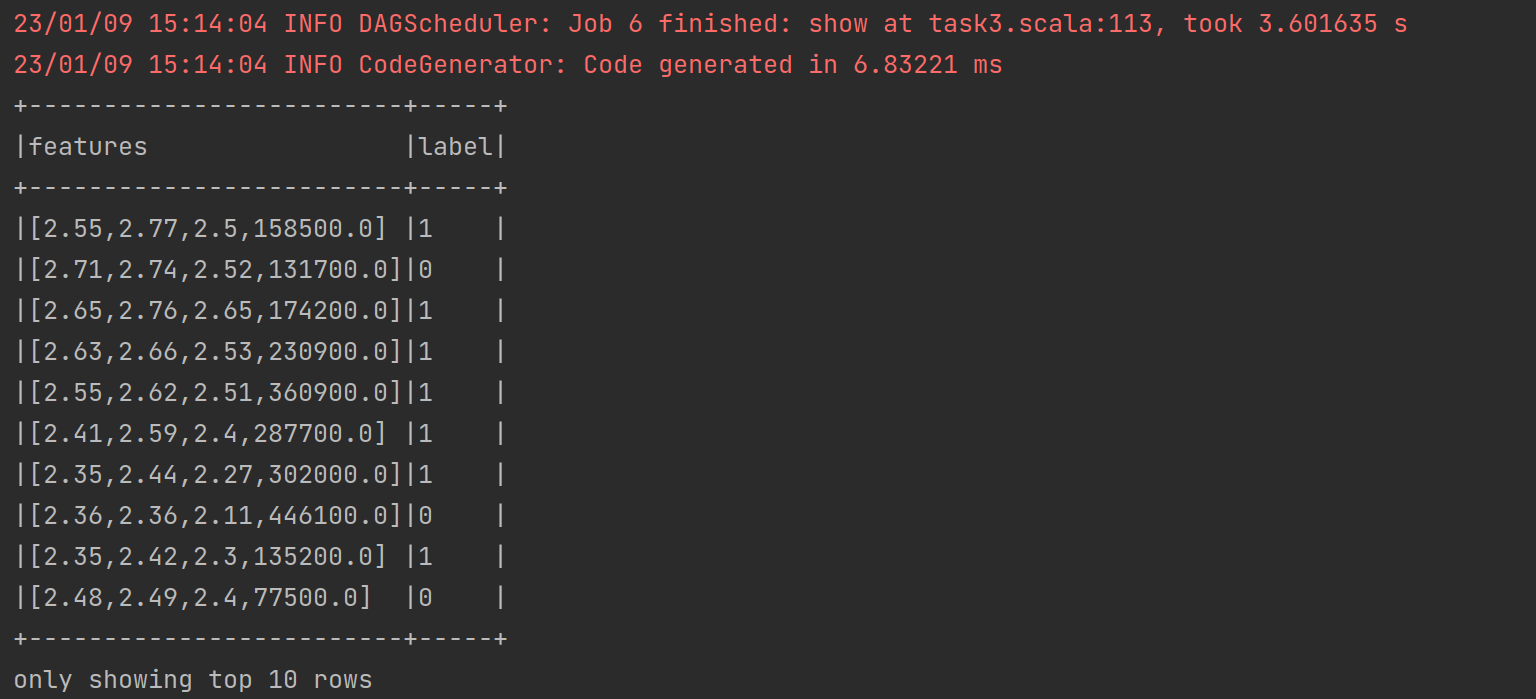 23/01/09 15:14:04 INFO DAGScheduler: Job 6 finished: show at task3.scala:113, took 3.601635 s
23/01/09 15:14:04 INFO CodeGenerator: Code generated in 6.83221 ms
+-------------------------+-----+
|features                 |label|
+-------------------------+-----+
|[2.55,2.77,2.5,158500.0] |1    |
|[2.71,2.74,2.52,131700.0]|0    |
|[2.65,2.76,2.65,174200.0]|1    |
|[2.63,2.66,2.53,230900.0]|1    |
|[2.55,2.62,2.51,360900.0]|1    |
|[2.41,2.59,2.4,287700.0] |1    |
|[2.35,2.44,2.27,302000.0]|1    |
|[2.36,2.36,2.11,446100.0]|0    |
|[2.35,2.42,2.3,135200.0] |1    |
|[2.48,2.49,2.4,77500.0]  |0    |
+-------------------------+-----+
only showing top 10 rows